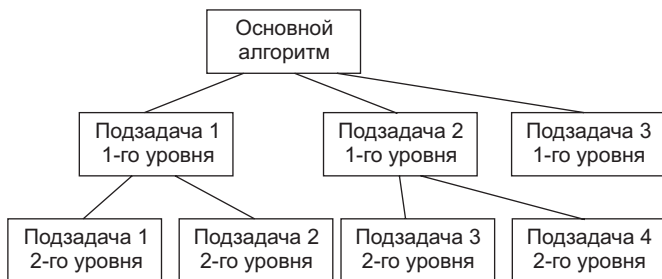 Основной
алгоритм
Подзадача 1
1-го уровня
Подзадача 2
1-го уровня
Подзадача 3
1-го уровня
Подзадача 1
2-го уровня
Подзадача 2
2-го уровня
Подзадача 3
2-го уровня
Подзадача 4
2-го уровня